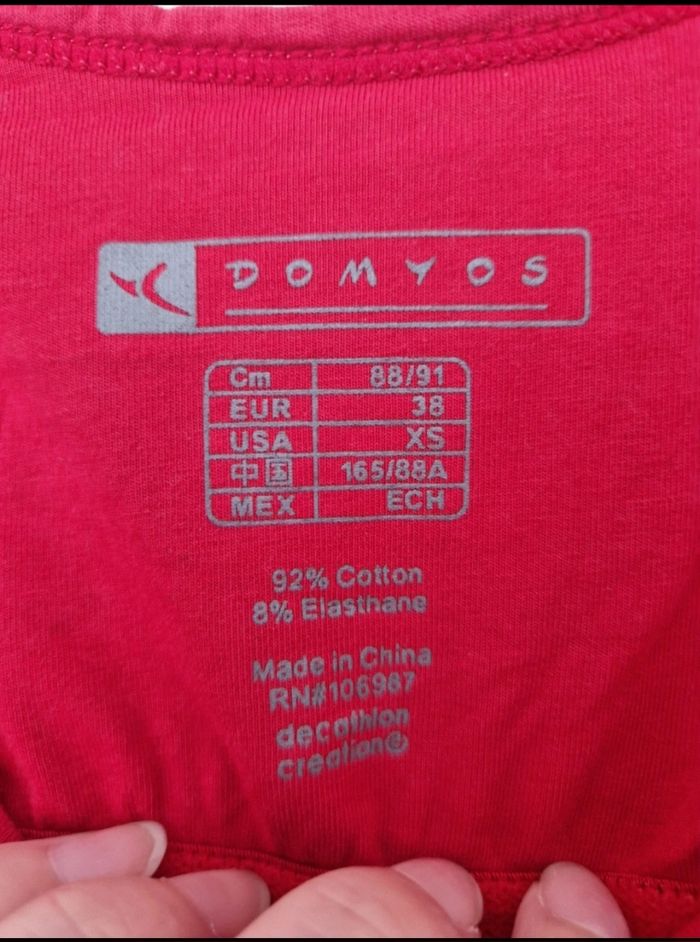 DOMYOS
Cm 88/91
EUR 38
USA XS
中国 165/88A
MEX ECH
92% Cotton
8% Elasthane
Made in China
RN#106987
decathlon
creation®